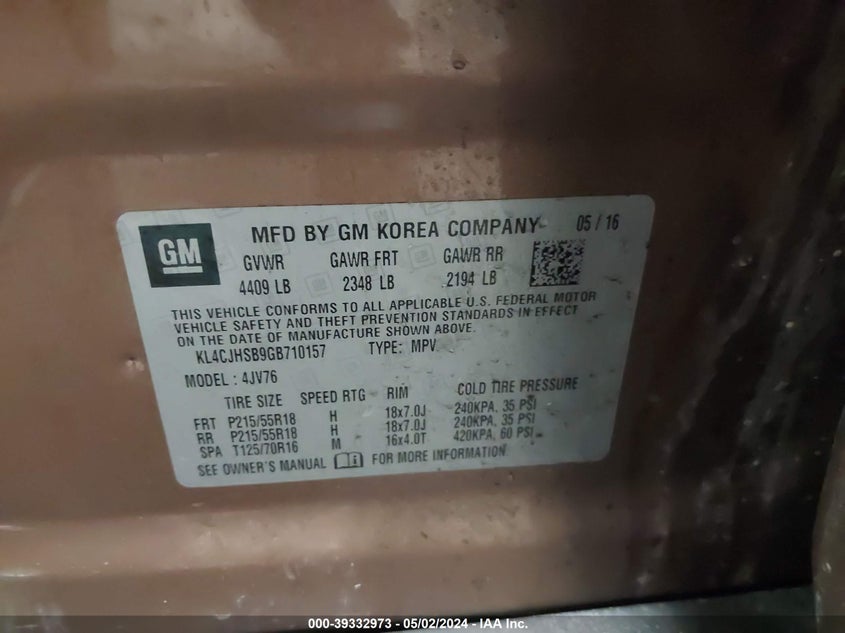 GM
MFD BY GM KOREA COMPANY 05 / 16
GVWR GAWR FRT GAWR RR
4409 LB 2348 LB 2194 LB
THIS VEHICLE CONFORMS TO ALL APPLICABLE U.S. FEDERAL MOTOR
VEHICLE SAFETY AND THEFT PREVENTION STANDARDS IN EFFECT
ON THE DATE OF MANUFACTURE SHOWN ABOVE.
KL4CJHSB9GB710157 TYPE: MPV
MODEL : 4JV76
TIRE SIZE SPEED RTG RIM COLD TIRE PRESSURE
FRT P215/55R18 H 18x7.0J 240KPA, 35 PSI
RR P215/55R18 H 18x7.0J 240KPA, 35 PSI
SPA T125/70R16 M 16x4.0T 420KPA, 60 PSI
SEE OWNER'S MANUAL FOR MORE INFORMATION
000-39332973 / 05/02/2024 - IAA Inc.